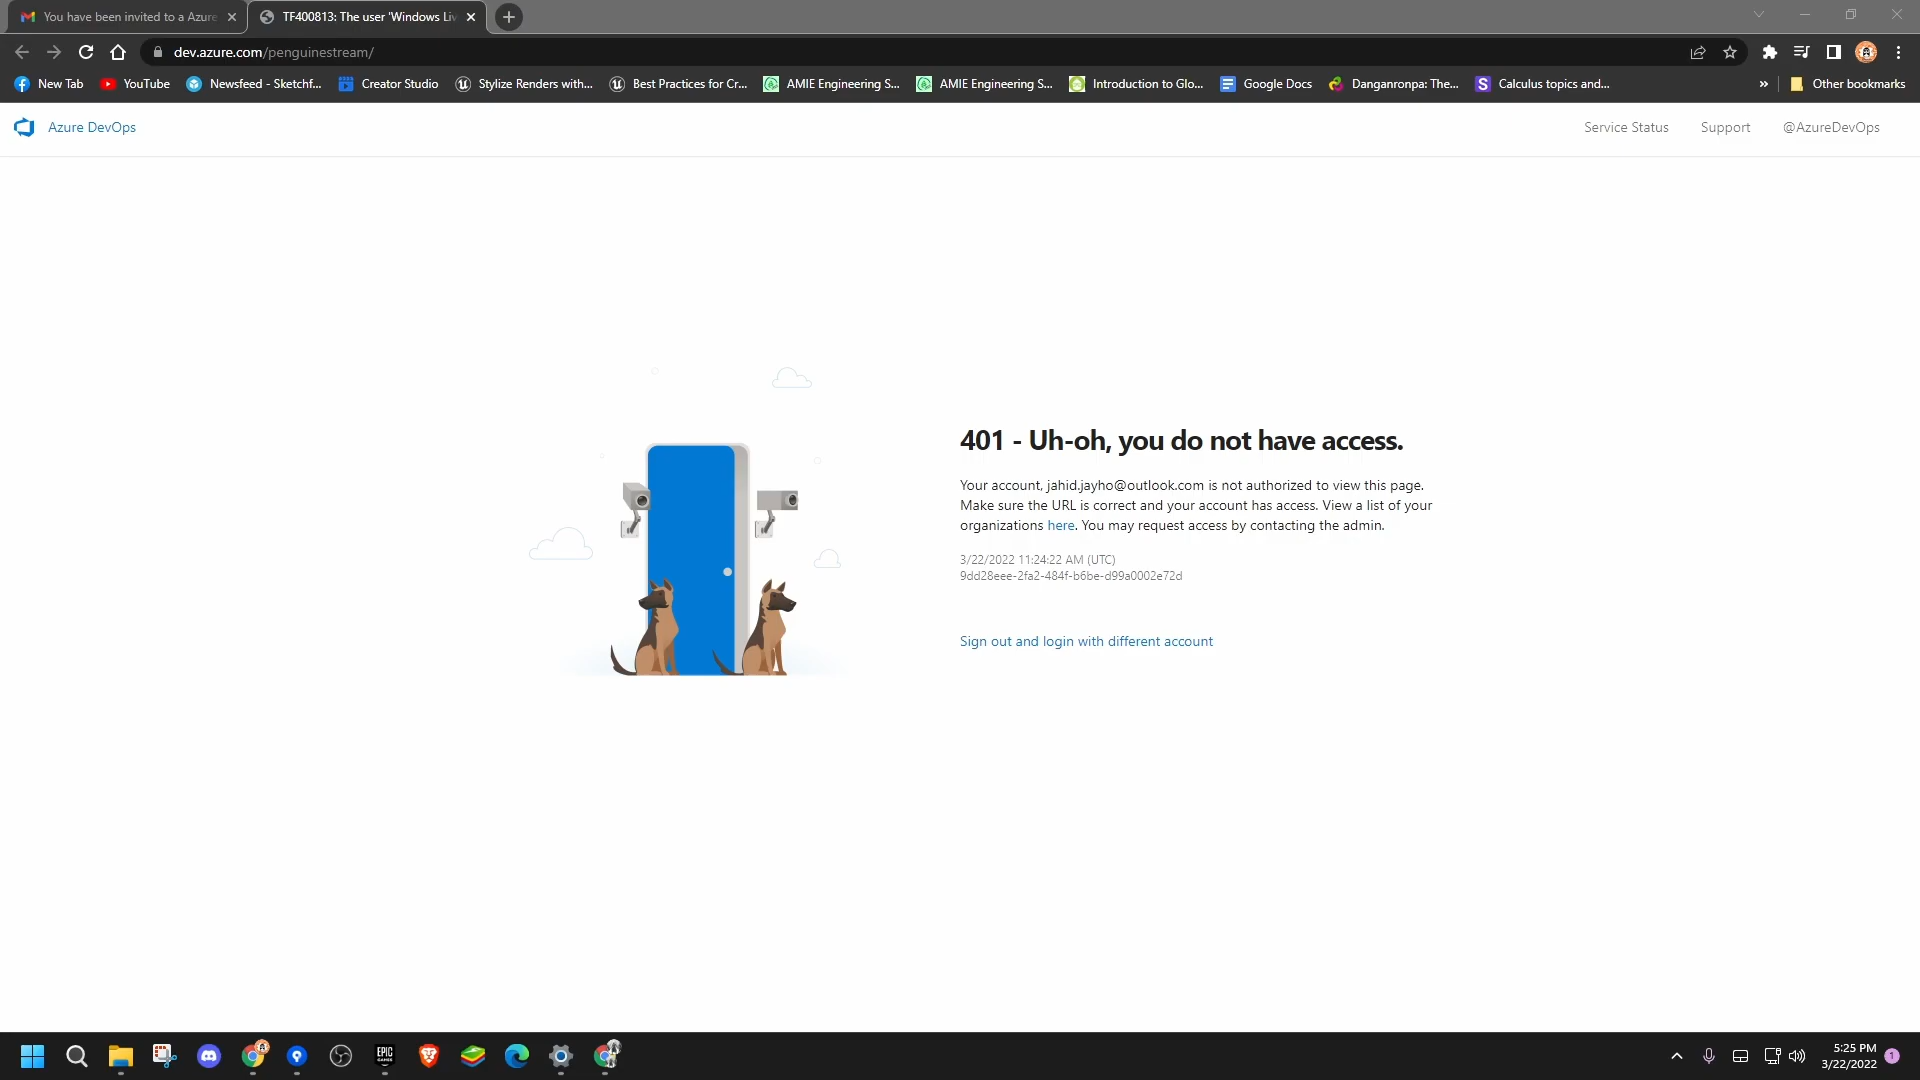 You have been invited to a Azure
TF400813: The user 'Windows Liv
dev.azure.com/penguinestream/
New Tab
YouTube
Newsfeed - Sketchf...
Creator Studio
Stylize Renders with...
Best Practices for Cr...
AMIE Engineering S...
AMIE Engineering S...
Introduction to Glo...
Google Docs
Danganronpa: The...
Calculus topics and...
»
Other bookmarks
Azure DevOps
Service Status
Support
@AzureDevOps
401 - Uh-oh, you do not have access.
Your account, jahid.jayho@outlook.com is not authorized to view this page.
Make sure the URL is correct and your account has access. View a list of your
organizations here. You may request access by contacting the admin.
3/22/2022 11:24:22 AM (UTC)
9dd28eee-2fa2-484f-b6be-d99a0002e72d
Sign out and login with different account
EPIC
GAMES
5:25 PM
3/22/2022
1